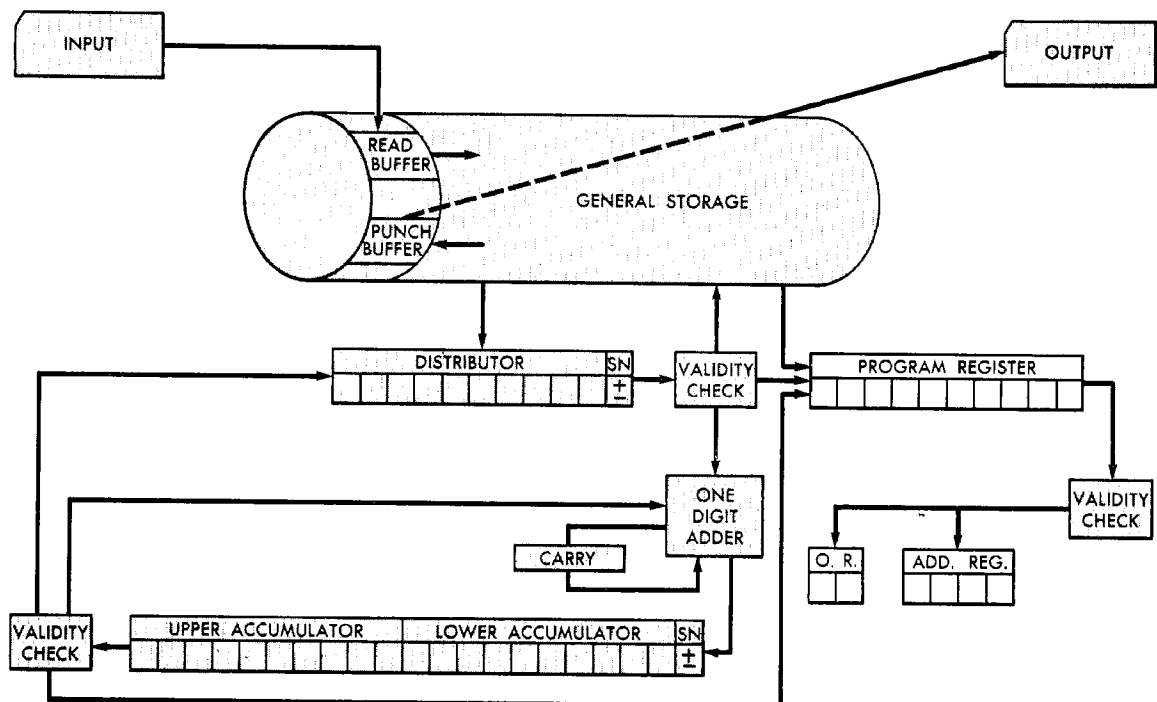 INPUT
OUTPUT
READ
BUFFER
GENERAL STORAGE
PUNCH
BUFFER
DISTRIBUTOR
SN
±
VALIDITY
CHECK
PROGRAM REGISTER
ONE
DIGIT
ADDER
CARRY
VALIDITY
CHECK
O. R.
ADD. REG.
VALIDITY
CHECK
UPPER ACCUMULATOR
LOWER ACCUMULATOR
SN
±